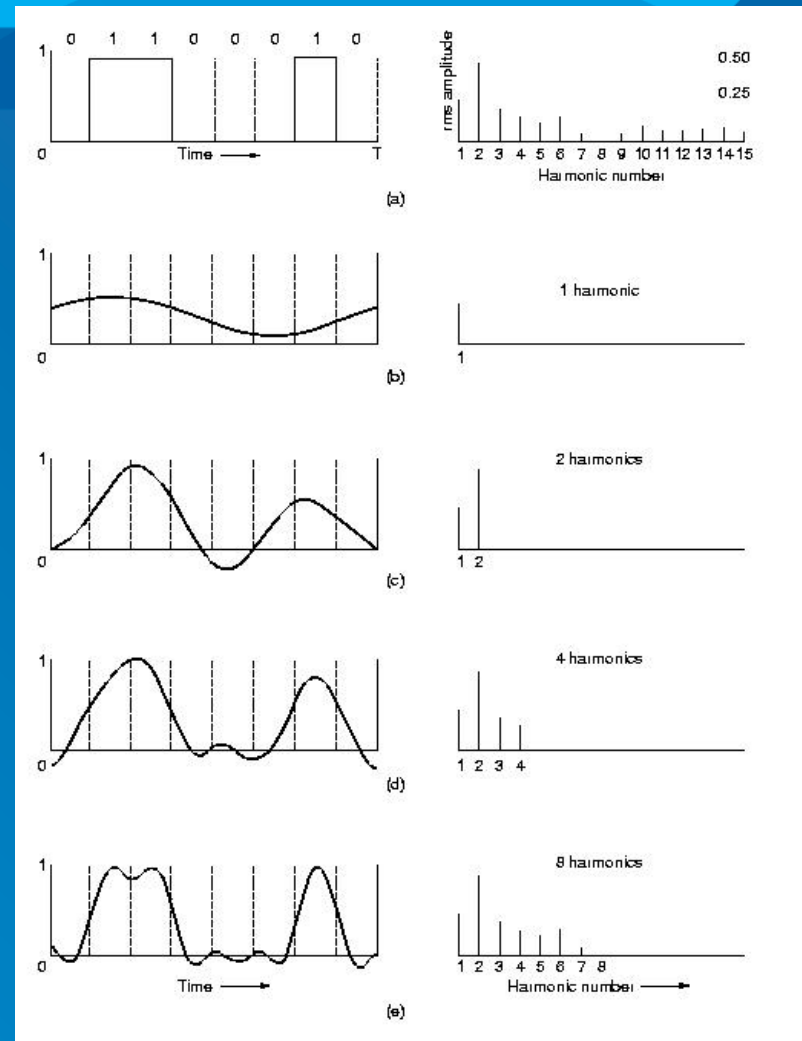 0 1 1 0 0 0 1 0
1
0
Time
T
rms amplitude
0.50
0.25
1 2 3 4 5 6 7 8 9 10 11 12 13 14 15
Harmonic number
(a)
1
0
1 harmonic
1
(b)
1
0
2 harmonics
1 2
(c)
1
0
4 harmonics
1 2 3 4
(d)
1
0
Time
8 harmonics
1 2 3 4 5 6 7 8
Harmonic number
(e)